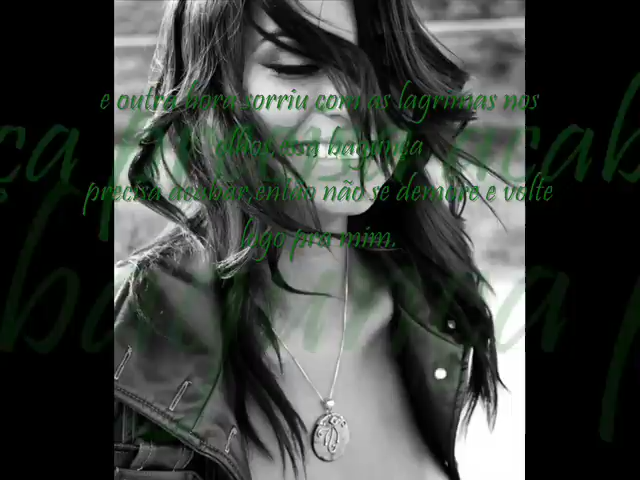 e outra hora sorriu com as lagrimas nos
olhos,essa bagunça
precisa acabar,então não se demore e volte
logo pra mim.